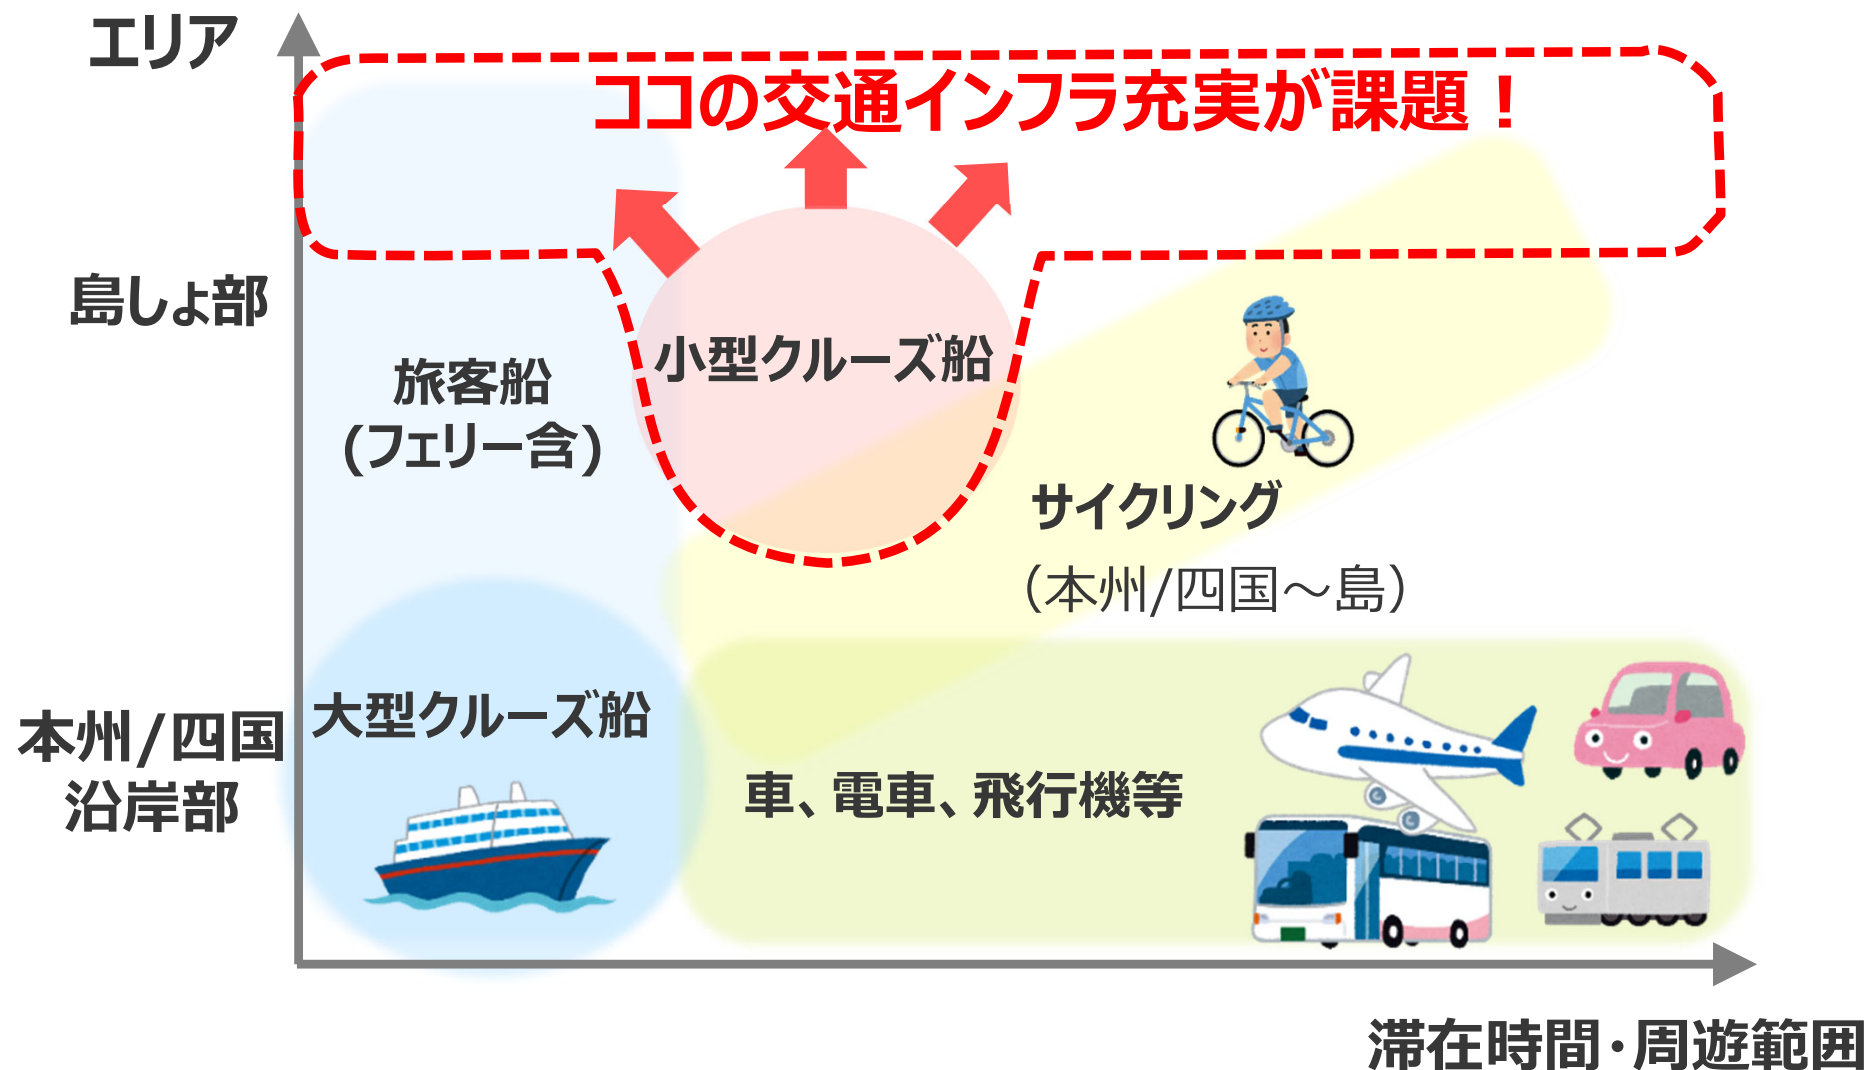 エリア
ココの交通インフラ充実が課題！
島しょ部
小型クルーズ船
旅客船
(フェリー含)
サイクリング
（本州/四国～島）
大型クルーズ船
本州/四国
沿岸部
車、電車、飛行機等
滞在時間・周遊範囲